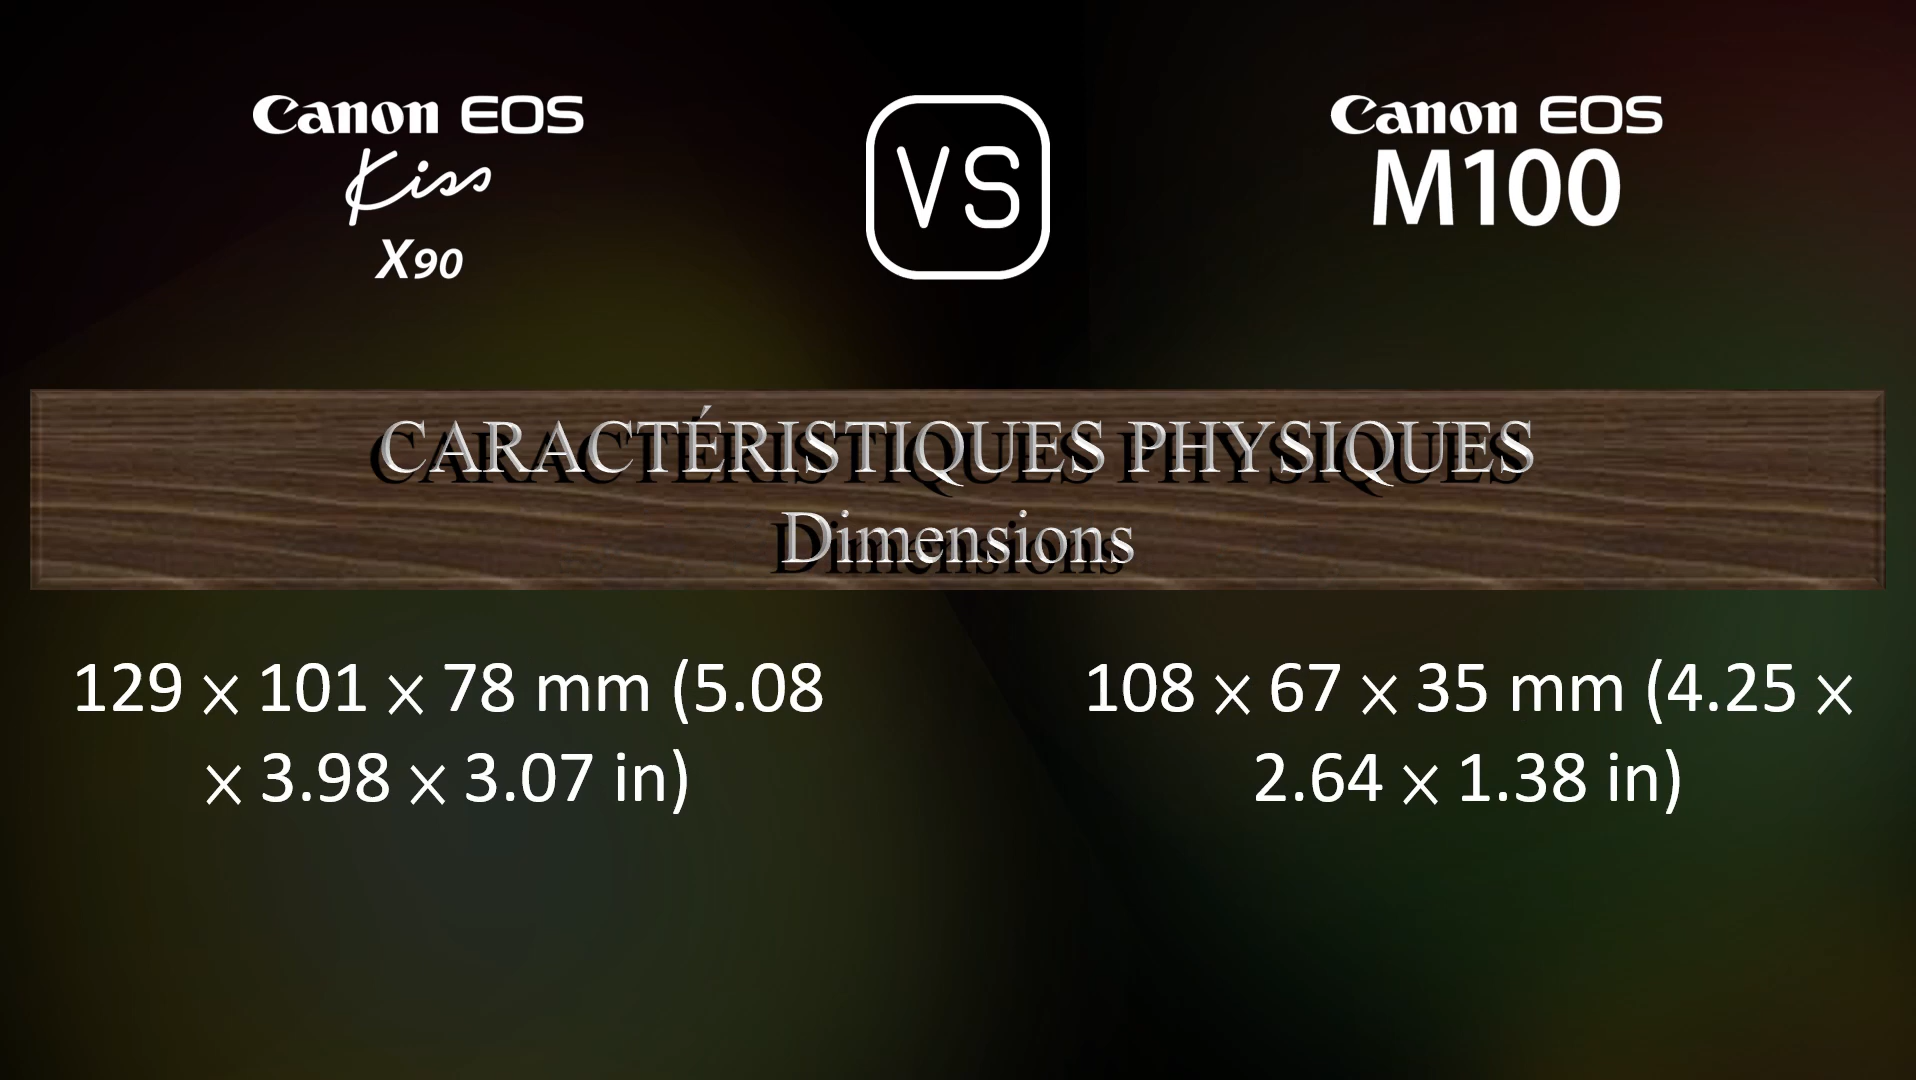 Canon EOS
Kiss
X90
VS
Canon EOS
M100
CARACTÉRISTIQUES PHYSIQUES
Dimensions
129 x 101 x 78 mm (5.08
x 3.98 x 3.07 in)
108 x 67 x 35 mm (4.25 x
2.64 x 1.38 in)